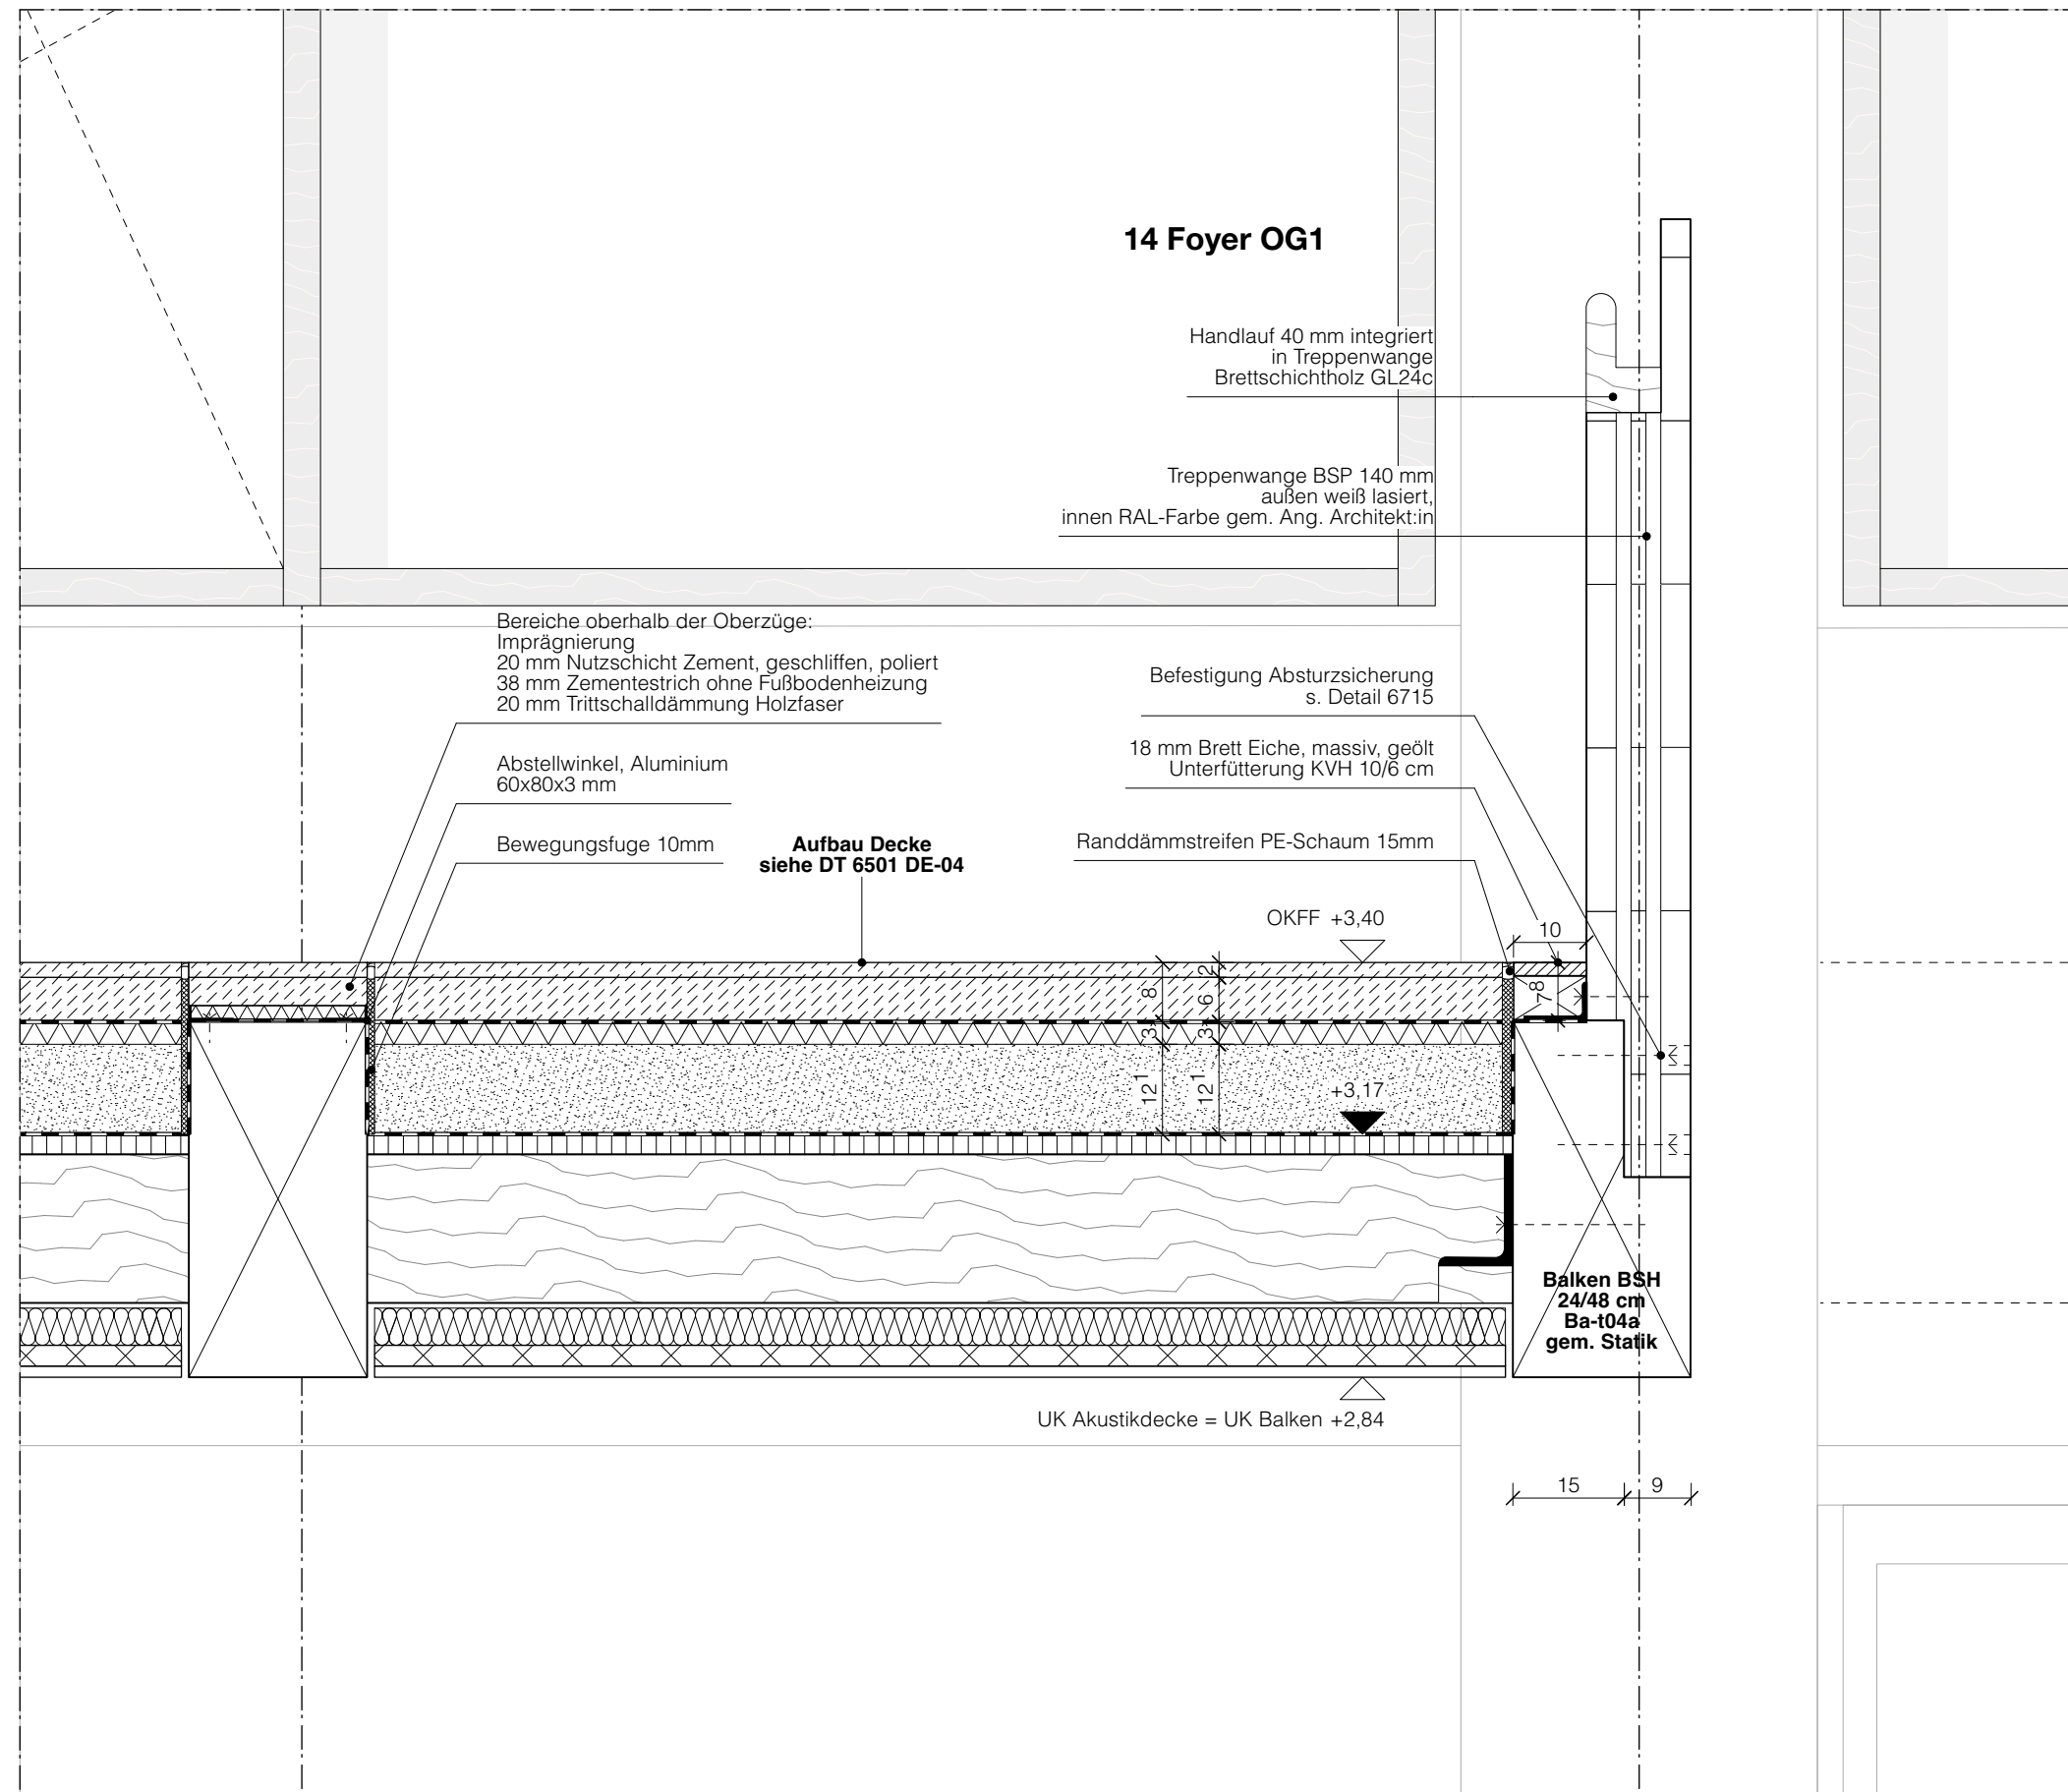 14 Foyer OG1
Handlauf 40 mm integriert
in Treppenwange
Brettschichtholz GL24c
Treppenwange BSP 140 mm
außen weiß lasiert,
innen RAL-Farbe gem. Ang. Architekt:in
Bereiche oberhalb der Oberzüge:
Imprägnierung
20 mm Nutzschicht Zement, geschliffen, poliert
38 mm Zementestrich ohne Fußbodenheizung
20 mm Trittschalldämmung Holzfaser
Befestigung Absturzsicherung
s. Detail 6715
Abstellwinkel, Aluminium
60x80x3 mm
18 mm Brett Eiche, massiv, geölt
Unterfütterung KVH 10/6 cm
Bewegungsfuge 10mm
Aufbau Decke
siehe DT 6501 DE-04
Randdämmstreifen PE-Schaum 15mm
OKFF +3,40
10
2
8
6
7⁸
3
3
12¹
12¹
+3,17
Balken BSH
24/48 cm
Ba-t04a
gem. Statik
UK Akustikdecke = UK Balken +2,84
15
9